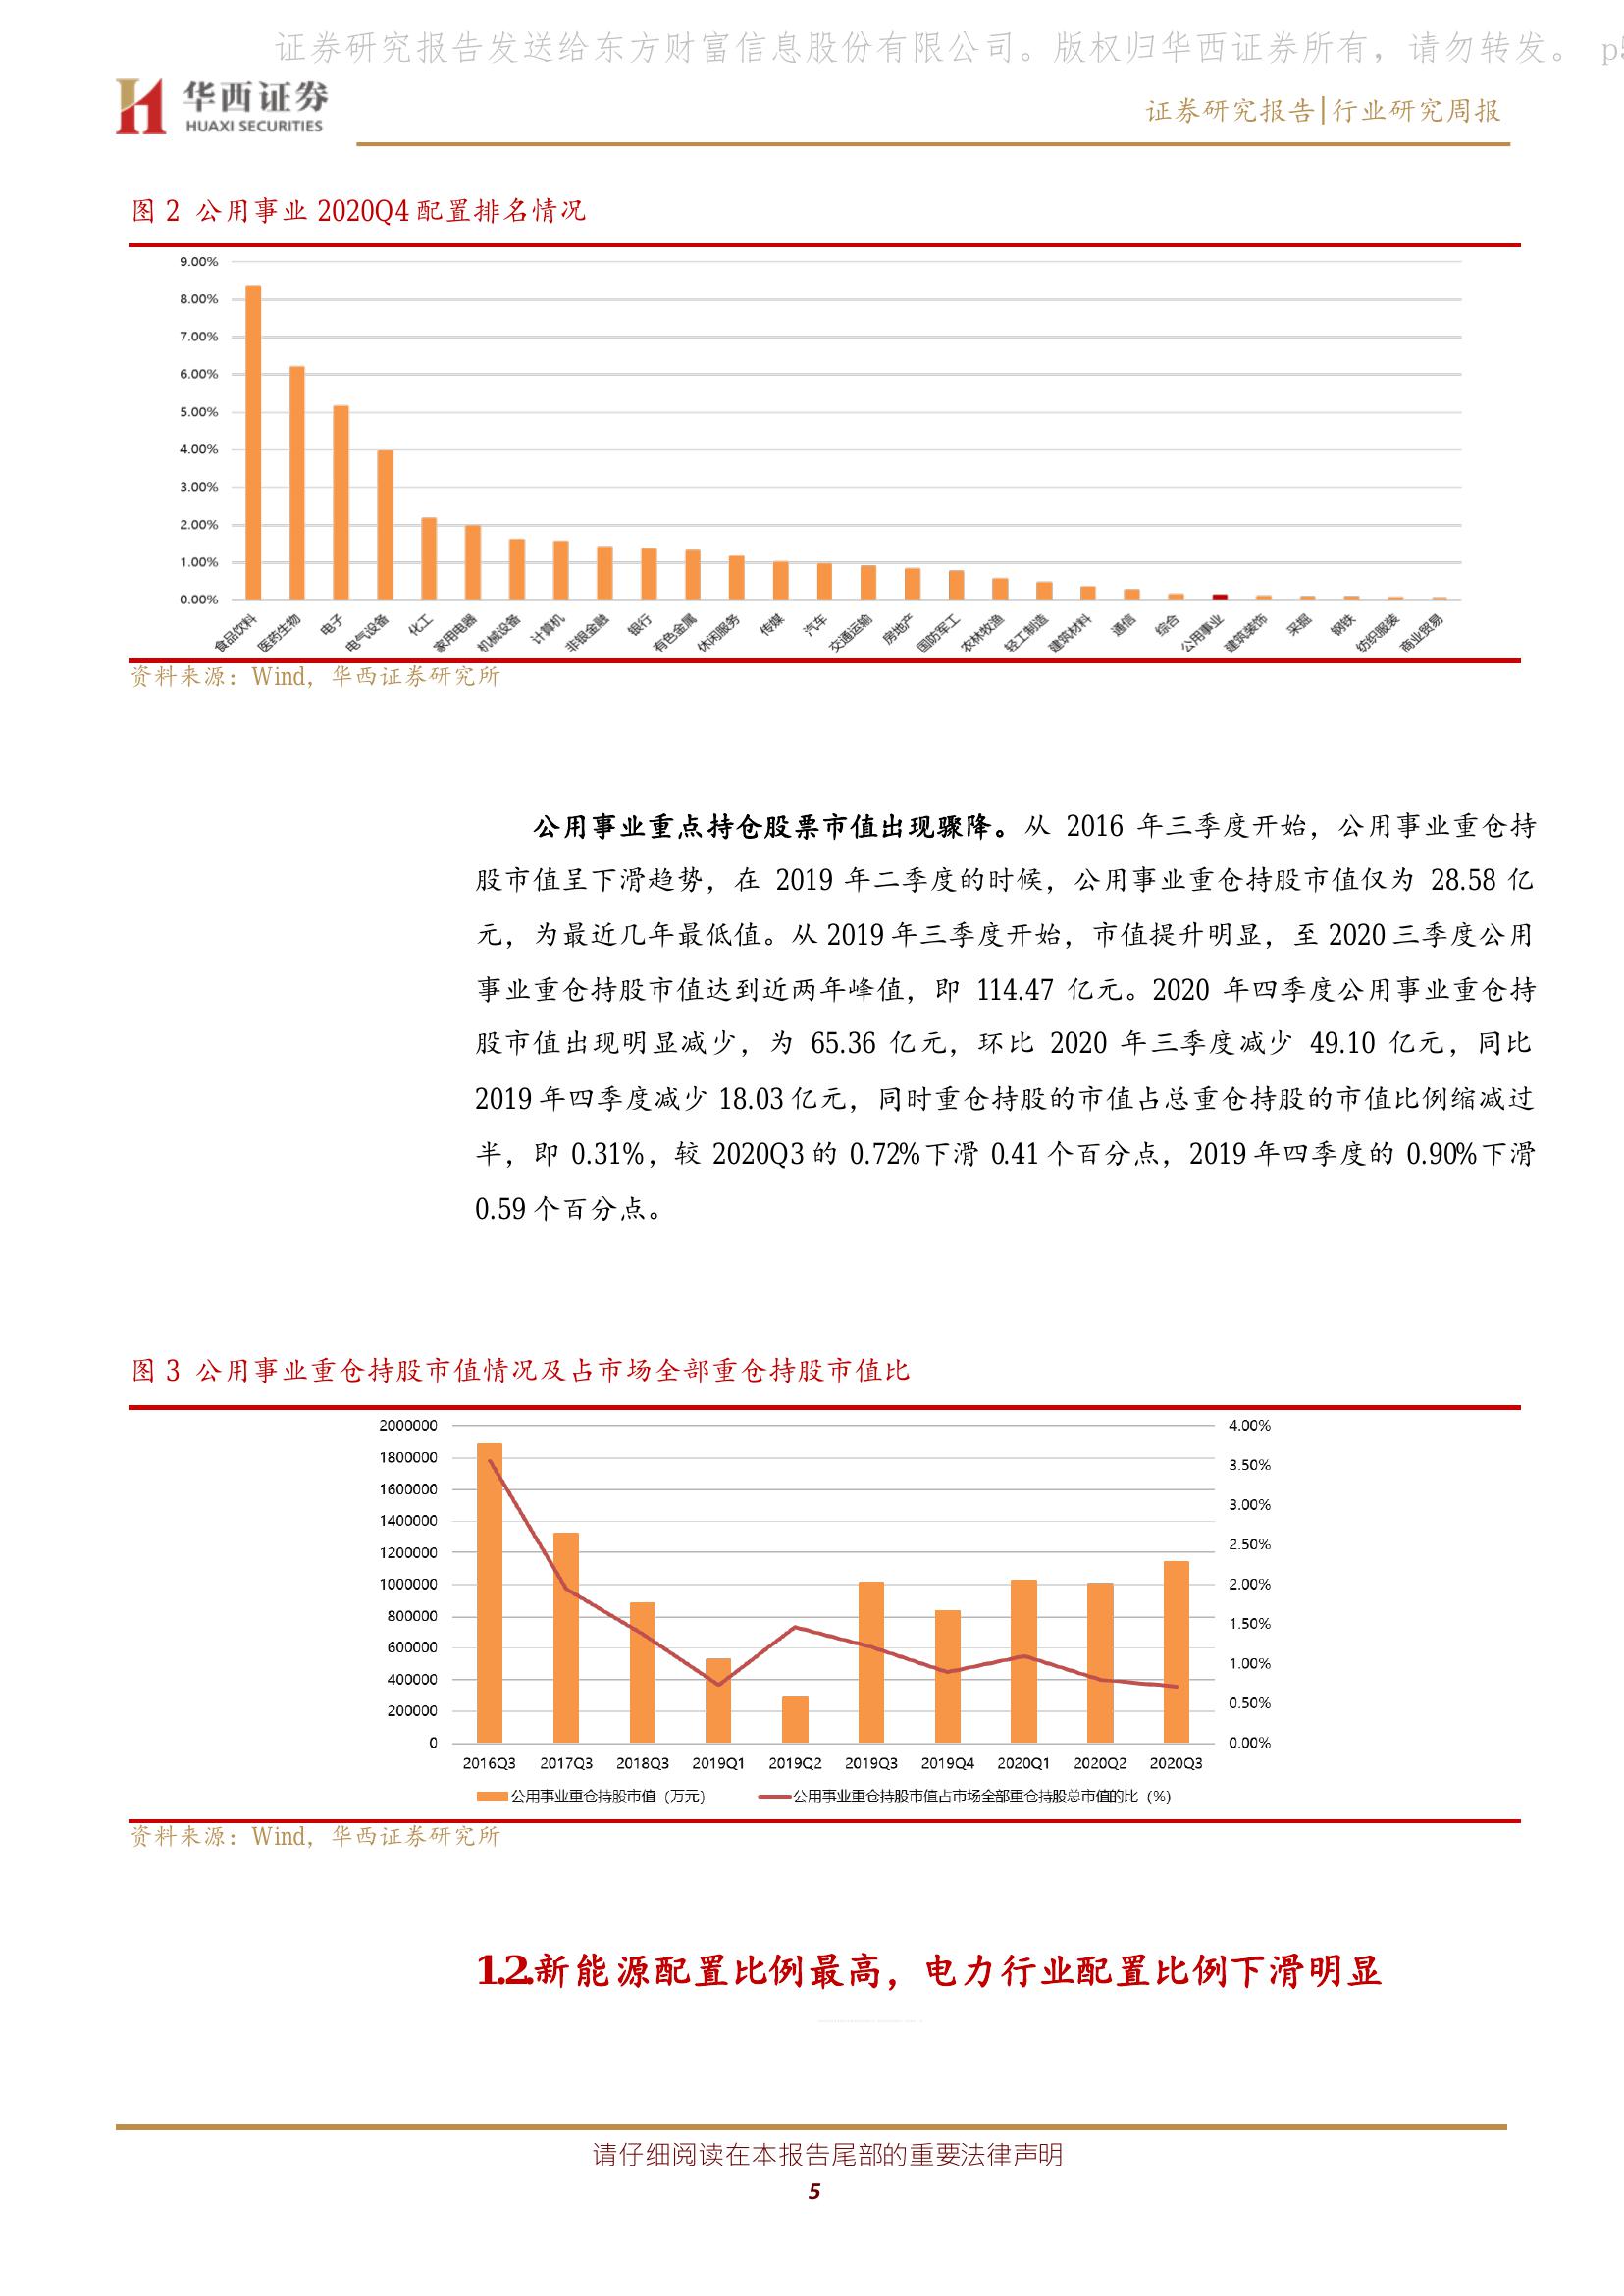 证券研究报告发送给东方财富信息股份有限公司。版权归华西证券所有，请勿转发。 p5
华西证券
HUAXI SECURITIES
证券研究报告|行业研究周报
图 2 公用事业 2020Q4 配置排名情况
9.00%
8.00%
7.00%
6.00%
5.00%
4.00%
3.00%
2.00%
1.00%
0.00%
食品饮料 医药生物 电子 电气设备 化工 家用电器 机械设备 计算机 非银金融 银行 有色金属 休闲服务 传媒 汽车 交通运输 房地产 国防军工 农林牧渔 轻工制造 建筑材料 通信 综合 公用事业 建筑装饰 采掘 钢铁 纺织服装 商业贸易
资料来源：Wind，华西证券研究所
公用事业重点持仓股票市值出现骤降。从 2016 年三季度开始，公用事业重仓持
股市值呈下滑趋势，在 2019 年二季度的时候，公用事业重仓持股市值仅为 28.58 亿
元，为最近几年最低值。从 2019 年三季度开始，市值提升明显，至 2020 三季度公用
事业重仓持股市值达到近两年峰值，即 114.47 亿元。2020 年四季度公用事业重仓持
股市值出现明显减少，为 65.36 亿元，环比 2020 年三季度减少 49.10 亿元，同比
2019 年四季度减少 18.03 亿元，同时重仓持股的市值占总重仓持股的市值比例缩减过
半，即 0.31%，较 2020Q3 的 0.72%下滑 0.41 个百分点，2019 年四季度的 0.90%下滑
0.59 个百分点。
图 3 公用事业重仓持股市值情况及占市场全部重仓持股市值比
2000000
1800000
1600000
1400000
1200000
1000000
800000
600000
400000
200000
0
4.00%
3.50%
3.00%
2.50%
2.00%
1.50%
1.00%
0.50%
0.00%
2016Q3 2017Q3 2018Q3 2019Q1 2019Q2 2019Q3 2019Q4 2020Q1 2020Q2 2020Q3
公用事业重仓持股市值（万元） 公用事业重仓持股市值占市场全部重仓持股总市值的比（%）
资料来源：Wind，华西证券研究所
1.2.新能源配置比例最高，电力行业配置比例下滑明显
请仔细阅读在本报告尾部的重要法律声明
5